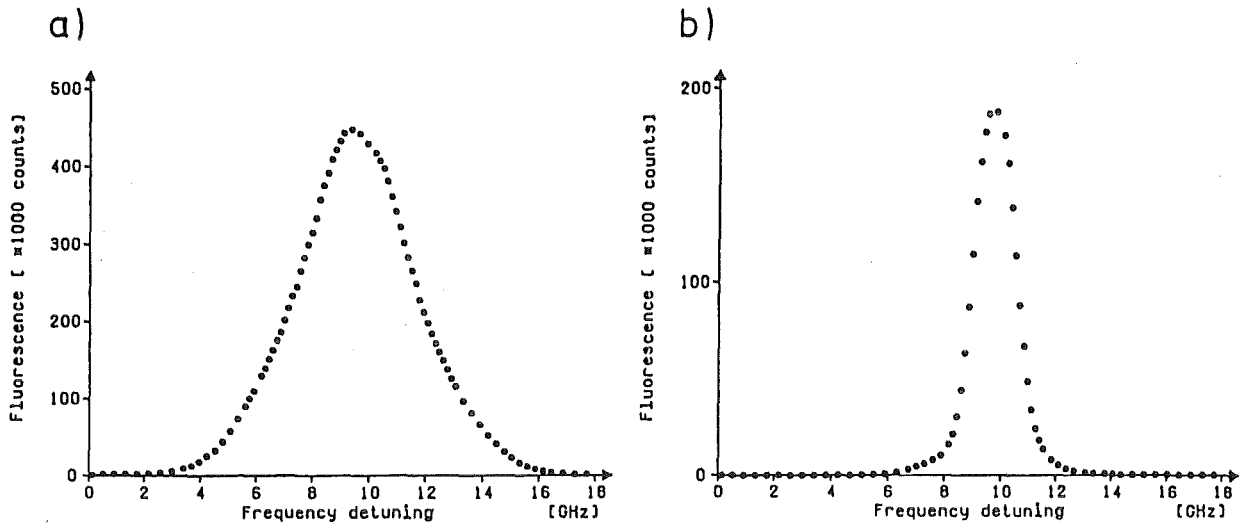 a)
500
400
300
200
100
0
Fluorescence [ ¤1000 counts]
0 2 4 6 8 10 12 14 16 18
Frequency detuning [GHz]
b)
200
100
0
Fluorescence [ ¤1000 counts]
0 2 4 6 8 10 12 14 16 18
Frequency detuning [GHz]